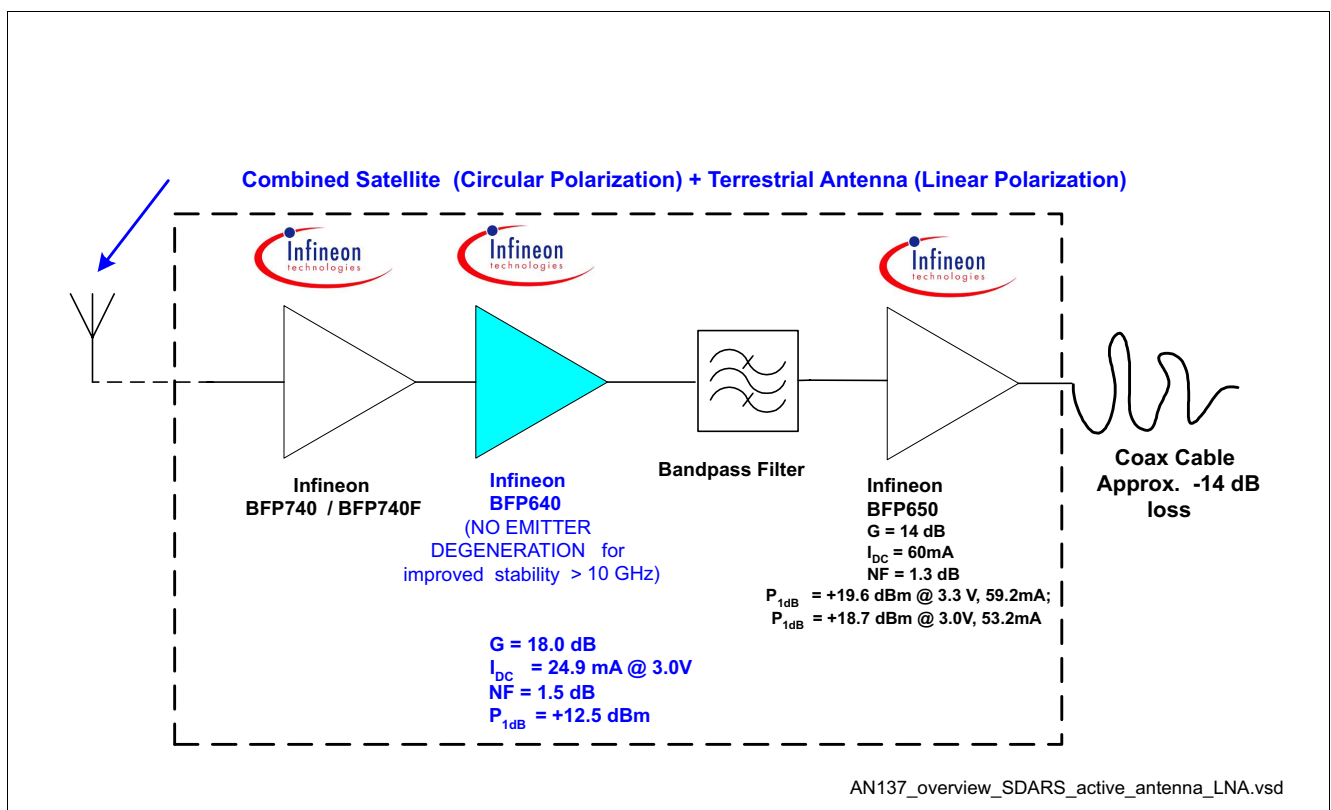 Combined Satellite (Circular Polarization) + Terrestrial Antenna (Linear Polarization)
Infineon
technologies
Infineon
technologies
Infineon
technologies
Infineon
BFP740 / BFP740F
Infineon
BFP640
(NO EMITTER
DEGENERATION for
improved stability > 10 GHz)
G = 18.0 dB
IDC = 24.9 mA @ 3.0V
NF = 1.5 dB
P1dB = +12.5 dBm
Bandpass Filter
Infineon
BFP650
G = 14 dB
IDC = 60mA
NF = 1.3 dB
P1dB = +19.6 dBm @ 3.3 V, 59.2mA;
P1dB = +18.7 dBm @ 3.0V, 53.2mA
Coax Cable
Approx. -14 dB
loss
AN137_overview_SDARS_active_antenna_LNA.vsd